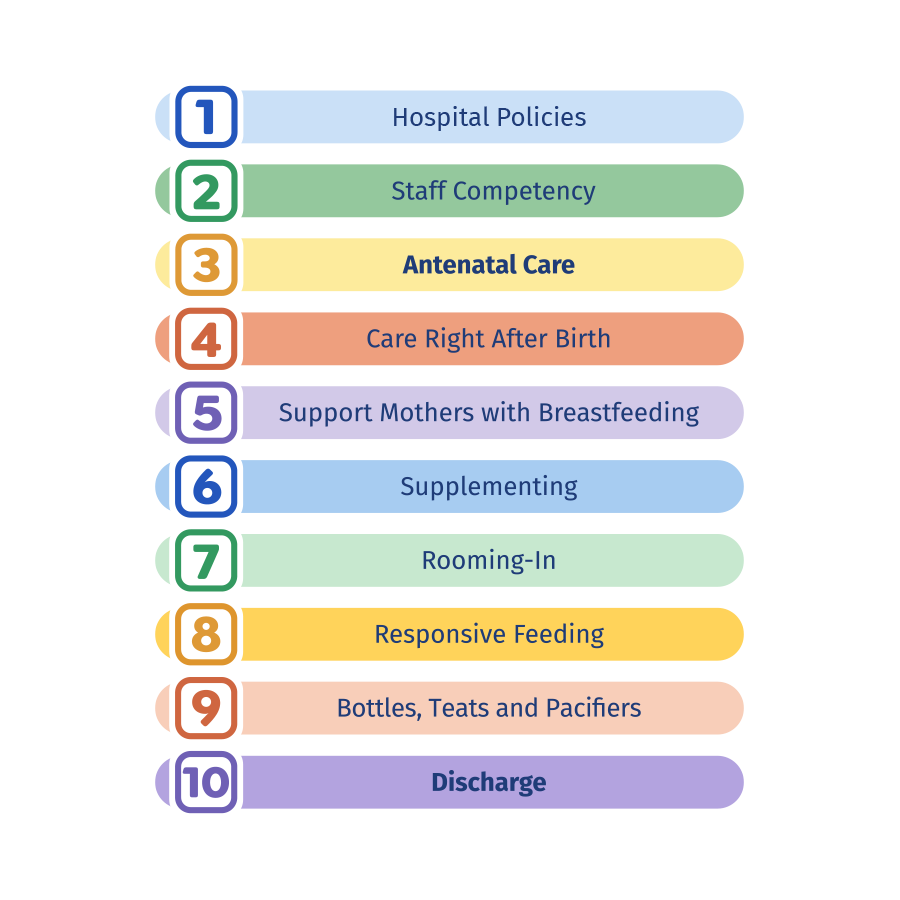 1 Hospital Policies
2 Staff Competency
3 Antenatal Care
4 Care Right After Birth
5 Support Mothers with Breastfeeding
6 Supplementing
7 Rooming-In
8 Responsive Feeding
9 Bottles, Teats and Pacifiers
10 Discharge